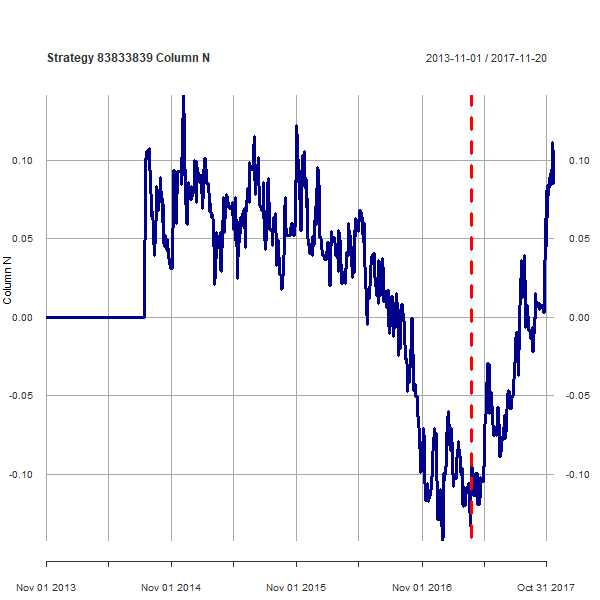 Strategy 83833839 Column N
2013-11-01 / 2017-11-20
0.10
0.10
0.05
0.05
Column N
0.00
0.00
-0.05
-0.05
-0.10
-0.10
Nov 01 2013
Nov 01 2014
Nov 01 2015
Nov 01 2016
Oct 31 2017